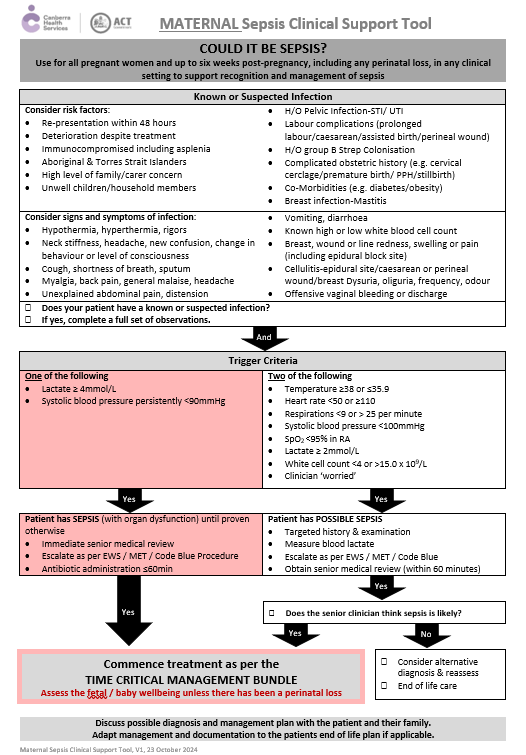 Canberra
Health
Services
ACT
MATERNAL Sepsis Clinical Support Tool
COULD IT BE SEPSIS?
Use for all pregnant women and up to six weeks post-pregnancy, including any perinatal loss, in any clinical
setting to support recognition and management of sepsis
Known or Suspected Infection
Consider risk factors:
• Re-presentation within 48 hours
• Deterioration despite treatment
• Immunocompromised including asplenia
• Aboriginal & Torres Strait Islanders
• High level of family/carer concern
• Unwell children/household members
• H/O Pelvic Infection-STI/ UTI
• Labour complications (prolonged
labour/caesarean/assisted birth/perineal wound)
• H/O group B Strep Colonisation
• Complicated obstetric history (e.g. cervical
cerclage/premature birth/ PPH/stillbirth)
• Co-Morbidities (e.g. diabetes/obesity)
• Breast infection-Mastitis
Consider signs and symptoms of infection:
• Hypothermia, hyperthermia, rigors
• Neck stiffness, headache, new confusion, change in
behaviour or level of consciousness
• Cough, shortness of breath, sputum
• Myalgia, back pain, general malaise, headache
• Unexplained abdominal pain, distension
• Vomiting, diarrhoea
• Known high or low white blood cell count
• Breast, wound or line redness, swelling or pain
(including epidural block site)
• Cellulitis-epidural site/caesarean or perineal
wound/breast Dysuria, oliguria, frequency, odour
• Offensive vaginal bleeding or discharge
☐ Does your patient have a known or suspected infection?
☐ If yes, complete a full set of observations.
And
Trigger Criteria
One of the following
• Lactate ≥ 4mmol/L
• Systolic blood pressure persistently <90mmHg
Two of the following
• Temperature ≥38 or ≤35.9
• Heart rate <50 or ≥110
• Respirations <9 or > 25 per minute
• Systolic blood pressure <100mmHg
• SpO₂ <95% in RA
• Lactate ≥ 2mmol/L
• White cell count <4 or >15.0 x 10⁹/L
• Clinician ‘worried’
Yes
Yes
Patient has SEPSIS (with organ dysfunction) until proven
otherwise
• Immediate senior medical review
• Escalate as per EWS / MET / Code Blue Procedure
• Antibiotic administration ≤60min
Patient has POSSIBLE SEPSIS
• Targeted history & examination
• Measure blood lactate
• Escalate as per EWS / MET / Code Blue
• Obtain senior medical review (within 60 minutes)
Yes
Yes
☐ Does the senior clinician think sepsis is likely?
Yes
No
Commence treatment as per the
TIME CRITICAL MANAGEMENT BUNDLE
Assess the fetal / baby wellbeing unless there has been a perinatal loss
☐ Consider alternative
diagnosis & reassess
☐ End of life care
Discuss possible diagnosis and management plan with the patient and their family.
Adapt management and documentation to the patients end of life plan if applicable.
Maternal Sepsis Clinical Support Tool, V1, 23 October 2024